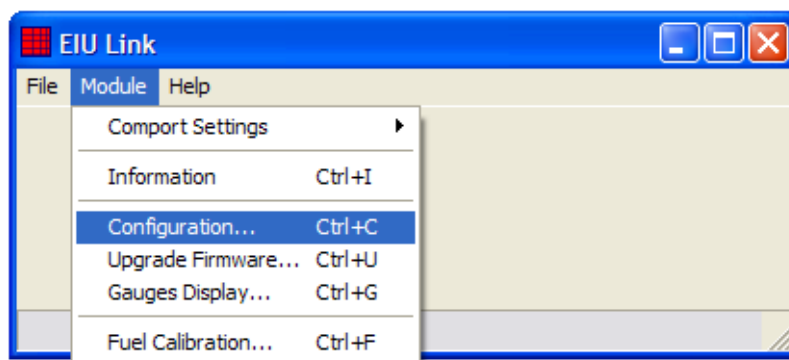 EIU Link
File Module Help
Comport Settings
Information Ctrl+I
Configuration... Ctrl+C
Upgrade Firmware... Ctrl+U
Gauges Display... Ctrl+G
Fuel Calibration... Ctrl+F